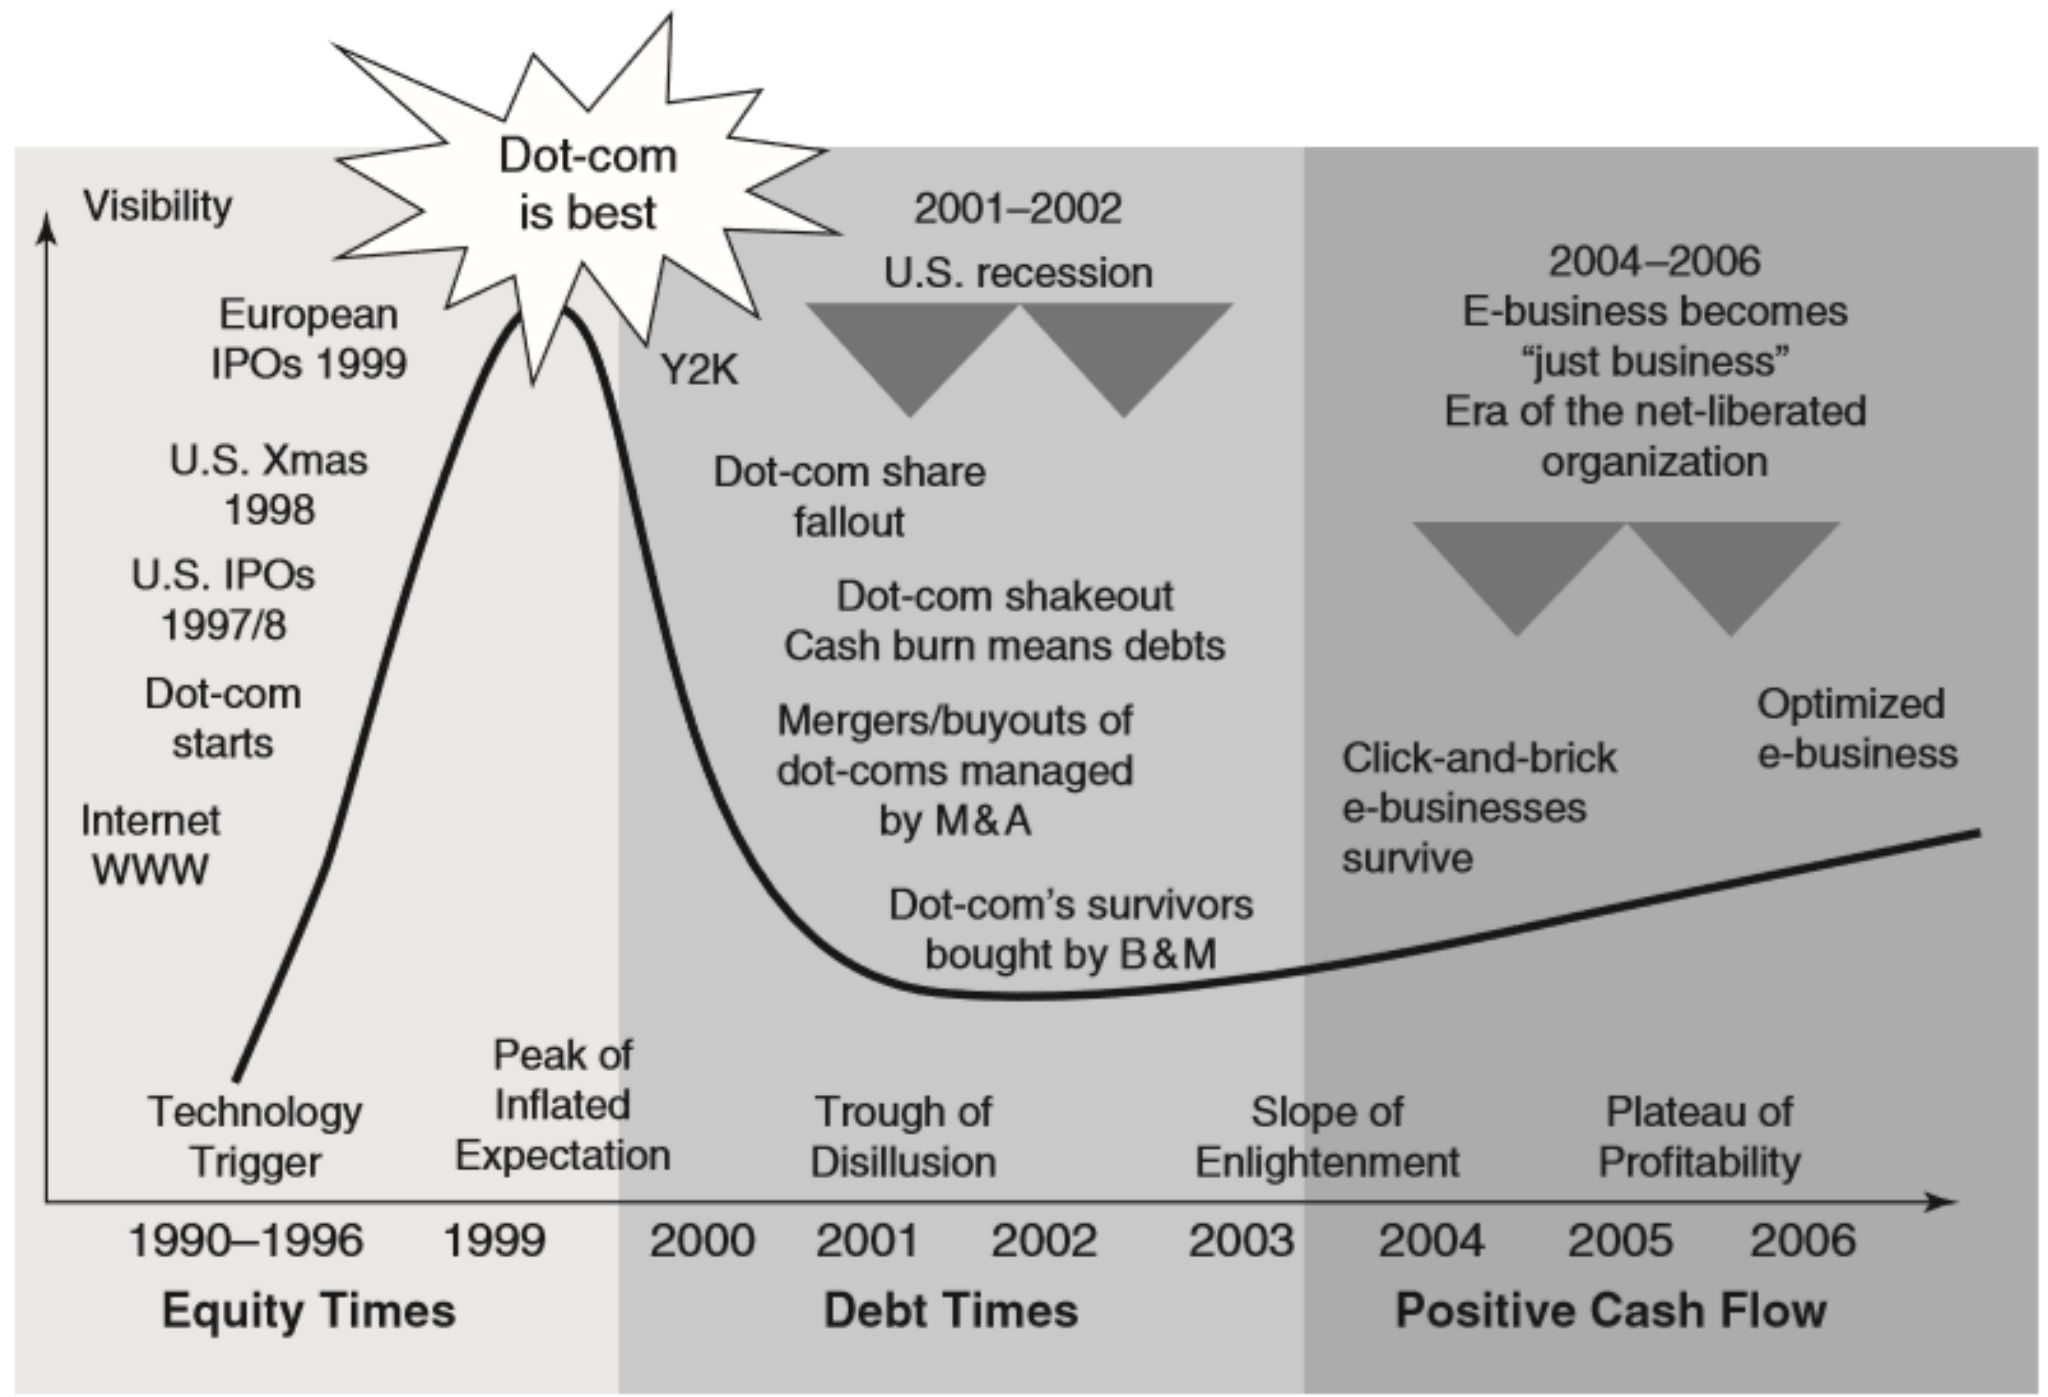 Dot-com
is best
Visibility
European
IPOs 1999
U.S. Xmas
1998
U.S. IPOs
1997/8
Dot-com
starts
Internet
WWW
Y2K
2001–2002
U.S. recession
Dot-com share
fallout
Dot-com shakeout
Cash burn means debts
Mergers/buyouts of
dot-coms managed
by M&A
Dot-com’s survivors
bought by B&M
2004–2006
E-business becomes
“just business”
Era of the net-liberated
organization
Click-and-brick
e-businesses
survive
Optimized
e-business
Technology
Trigger
Peak of
Inflated
Expectation
Trough of
Disillusion
Slope of
Enlightenment
Plateau of
Profitability
1990–1996 1999 2000 2001 2002 2003 2004 2005 2006
Equity Times Debt Times Positive Cash Flow